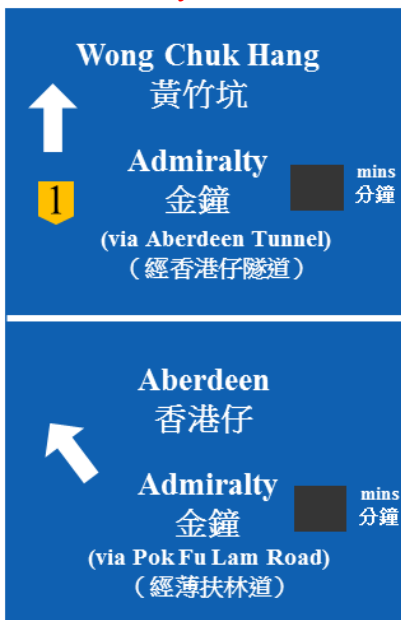 Wong Chuk Hang
黃竹坑
Admiralty
mins
金鐘
分鐘
1
(via Aberdeen Tunnel)
（經香港仔隧道）
Aberdeen
香港仔
Admiralty
mins
金鐘
分鐘
(via Pok Fu Lam Road)
（經薄扶林道）